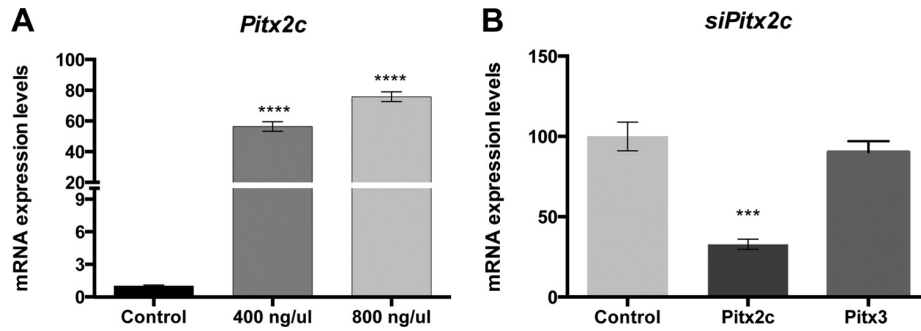 A
Pitx2c
mRNA expression levels
100
80
60
40
20
9
6
3
0
****
****
Control
400 ng/ul
800 ng/ul
B
siPitx2c
mRNA expression levels
150
100
50
0
***
Control
Pitx2c
Pitx3